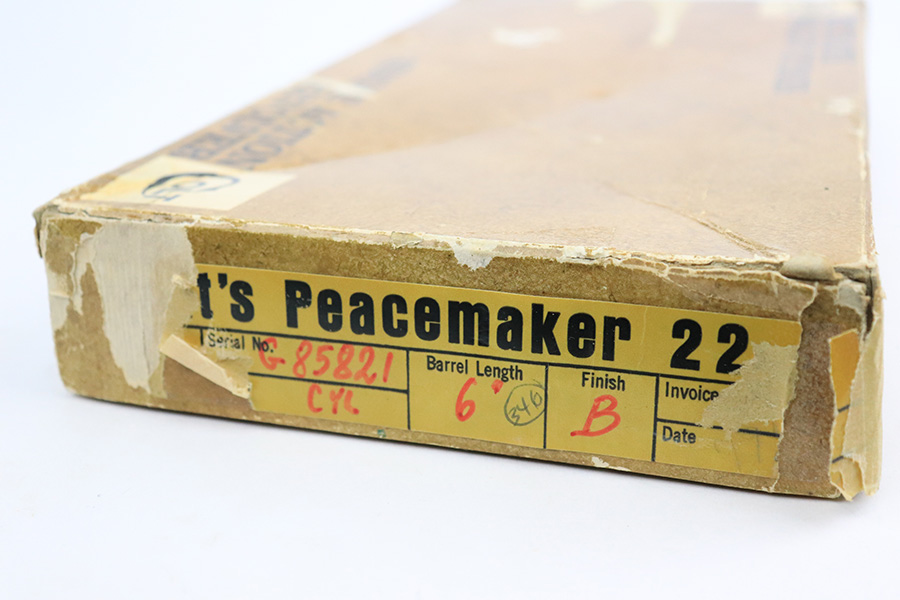 t's Peacemaker 22
Serial No. G 85821
CYL
Barrel Length
6"
346
Finish
B
Invoice
Date